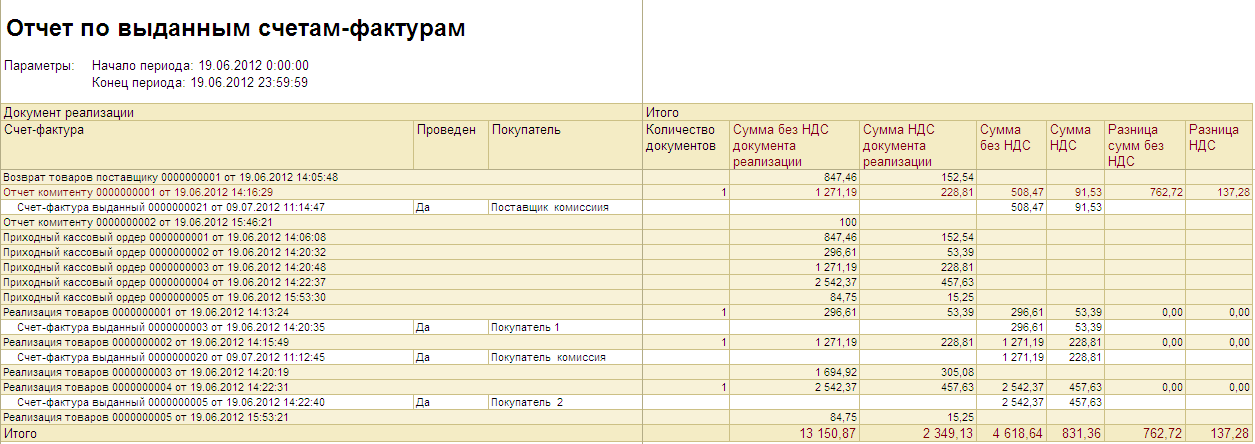 Отчет по выданным счетам-фактурам
Параметры: Начало периода: 19.06.2012 0:00:00
Конец периода: 19.06.2012 23:59:59
Документ реализации Итого
Счет-фактура Проведен Покупатель Количество документов Сумма без НДС документа реализации Сумма НДС документа реализации Сумма без НДС Сумма НДС Разница сумм без НДС Разница НДС
Возврат товаров поставщику 0000000001 от 19.06.2012 14:05:48 847,46 152,54
Отчет комитенту 0000000001 от 19.06.2012 14:16:29 1 1 271,19 228,81 508,47 91,53 762,72 137,28
Счет-фактура выданный 0000000021 от 09.07.2012 11:14:47 Да Поставщик комиссиия 508,47 91,53
Отчет комитенту 0000000002 от 19.06.2012 15:46:21 100
Приходный кассовый ордер 0000000001 от 19.06.2012 14:06:08 847,46 152,54
Приходный кассовый ордер 0000000002 от 19.06.2012 14:20:32 296,61 53,39
Приходный кассовый ордер 0000000003 от 19.06.2012 14:20:48 1 271,19 228,81
Приходный кассовый ордер 0000000004 от 19.06.2012 14:22:37 2 542,37 457,63
Приходный кассовый ордер 0000000005 от 19.06.2012 15:53:30 84,75 15,25
Реализация товаров 0000000001 от 19.06.2012 14:13:24 1 296,61 53,39 296,61 53,39 0,00 0,00
Счет-фактура выданный 0000000003 от 19.06.2012 14:20:35 Да Покупатель 1 296,61 53,39
Реализация товаров 0000000002 от 19.06.2012 14:15:49 1 1 271,19 228,81 1 271,19 228,81 0,00 0,00
Счет-фактура выданный 0000000020 от 09.07.2012 11:12:45 Да Покупатель комиссия 1 271,19 228,81
Реализация товаров 0000000003 от 19.06.2012 14:20:19 1 694,92 305,08
Реализация товаров 0000000004 от 19.06.2012 14:22:31 1 2 542,37 457,63 2 542,37 457,63 0,00 0,00
Счет-фактура выданный 0000000005 от 19.06.2012 14:22:40 Да Покупатель 2 2 542,37 457,63
Реализация товаров 0000000005 от 19.06.2012 15:53:21 84,75 15,25
Итого 13 150,87 2 349,13 4 618,64 831,36 762,72 137,28